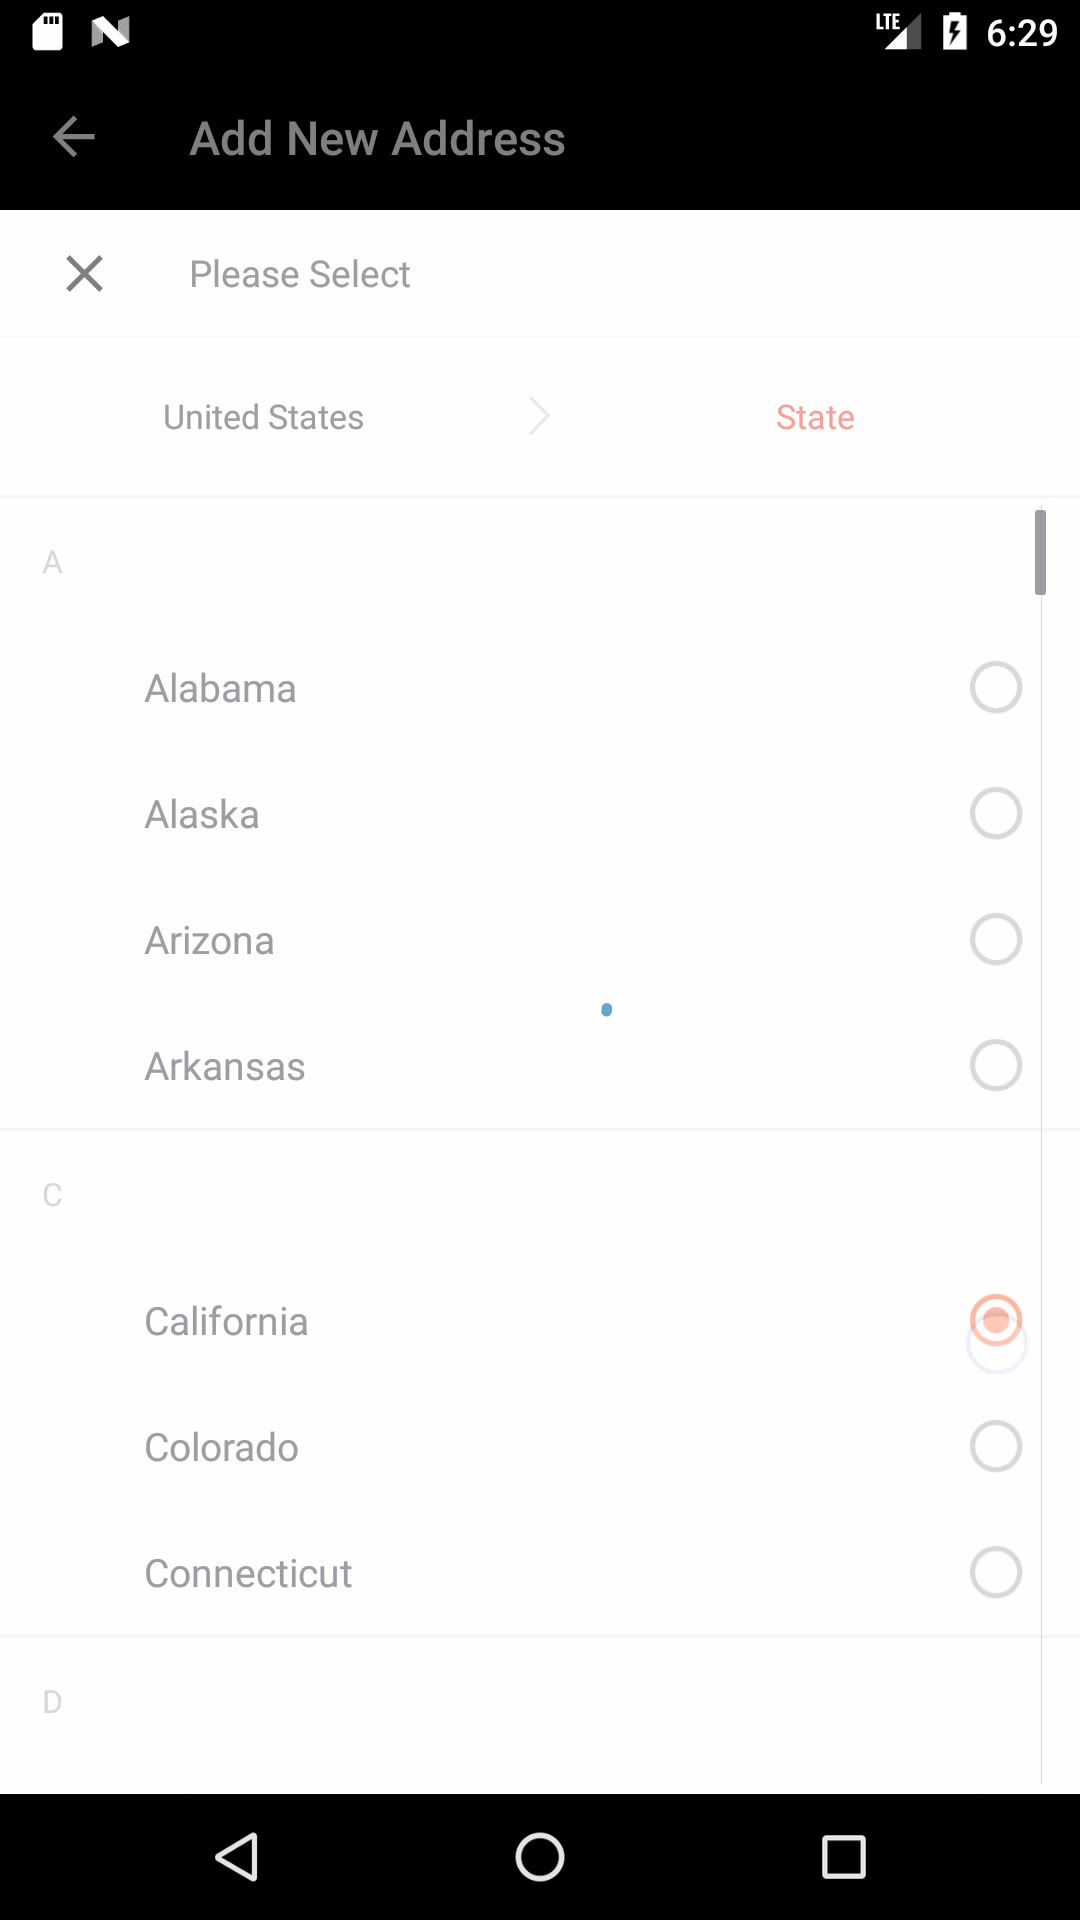 LTE 6:29
Add New Address
Please Select
United States State
A
Alabama
Alaska
Arizona
Arkansas
C
California
Colorado
Connecticut
D